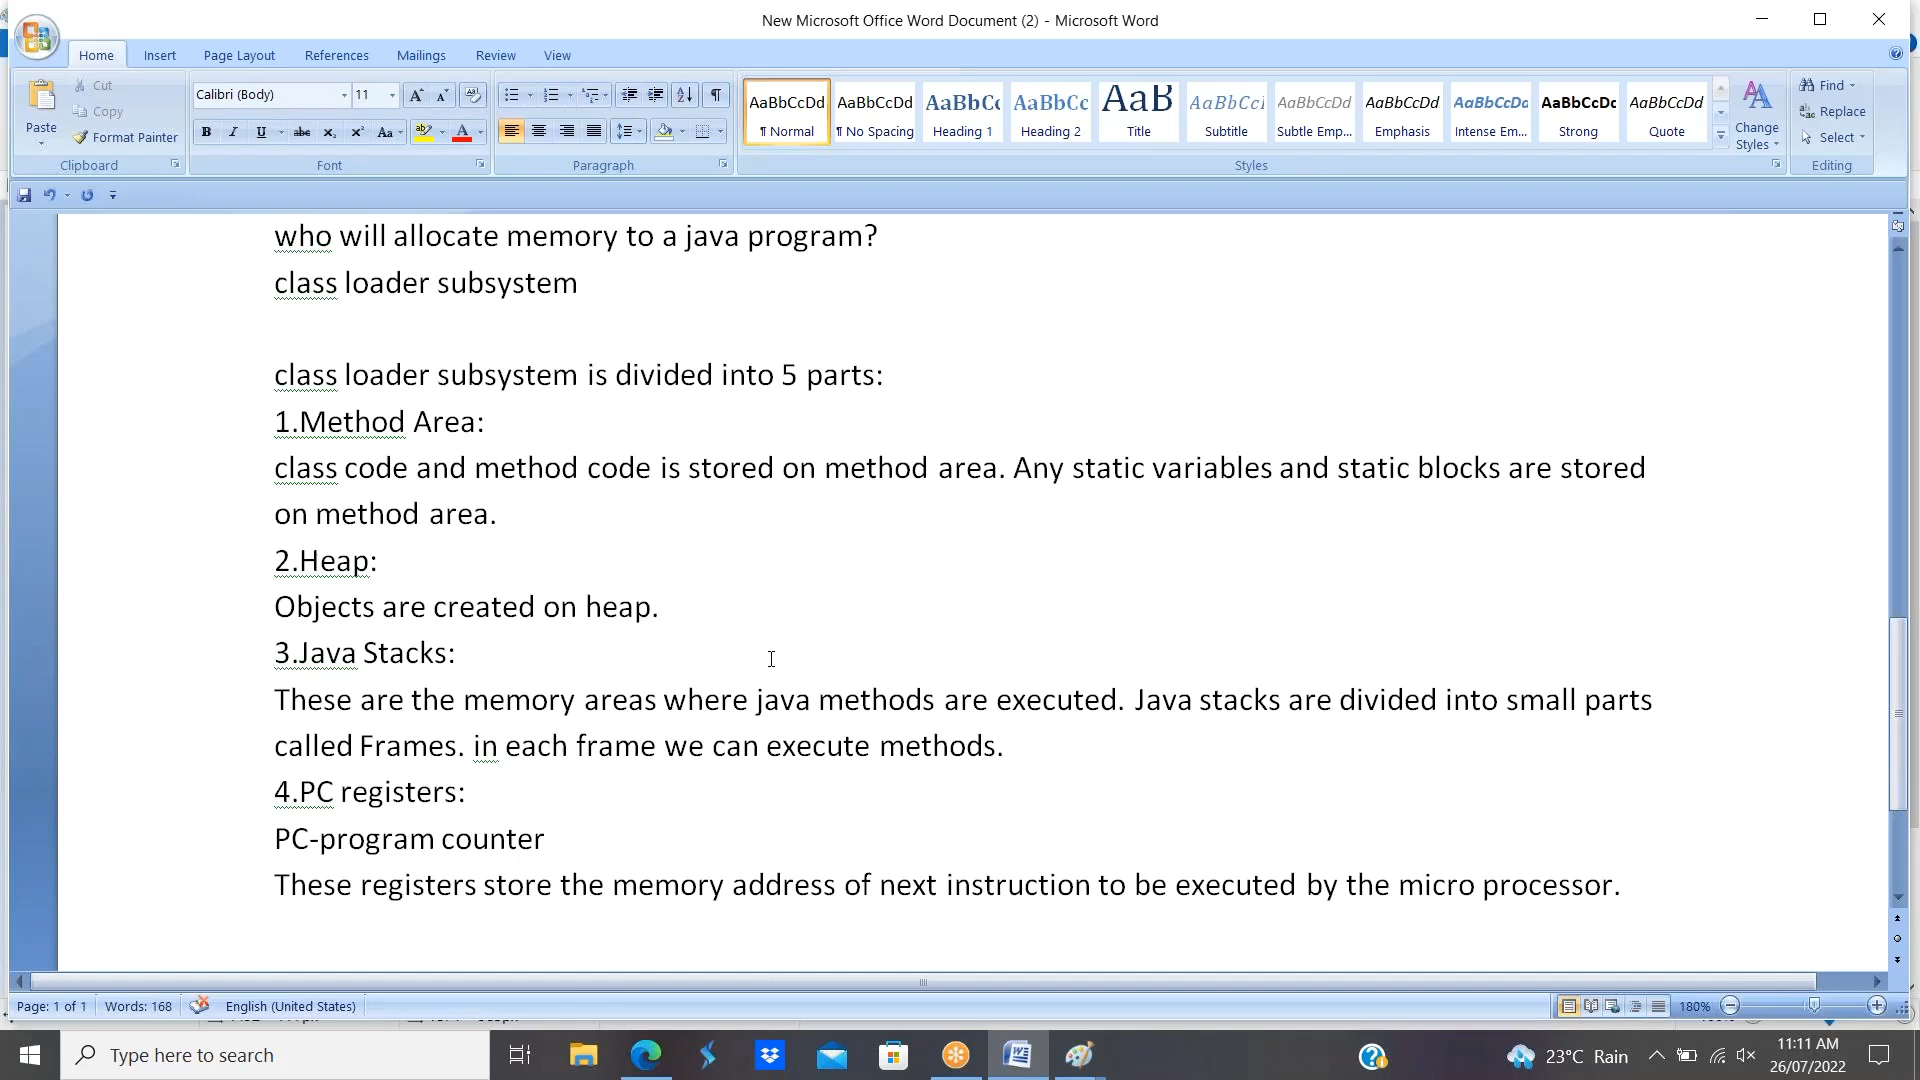 New Microsoft Office Word Document (2) - Microsoft Word
Home Insert Page Layout References Mailings Review View
Paste
Cut
Copy
Format Painter
Clipboard
Calibri (Body) 11
Font
Paragraph
AaBbCcDd AaBbCcDd AaBbCc AaBbCc AaB AaBbCcl AaBbCcDd AaBbCcDd AaBbCcDd AaBbCcDc AaBbCcDd
¶ Normal ¶ No Spacing Heading 1 Heading 2 Title Subtitle Subtle Emp... Emphasis Intense Em... Strong Quote
Styles
Change
Styles
Find
Replace
Select
Editing
who will allocate memory to a java program?
class loader subsystem
class loader subsystem is divided into 5 parts:
1.Method Area:
class code and method code is stored on method area. Any static variables and static blocks are stored
on method area.
2.Heap:
Objects are created on heap.
3.Java Stacks:
These are the memory areas where java methods are executed. Java stacks are divided into small parts
called Frames. in each frame we can execute methods.
4.PC registers:
PC-program counter
These registers store the memory address of next instruction to be executed by the micro processor.
Page: 1 of 1 Words: 168 English (United States) 180%
Type here to search
23°C Rain
11:11 AM
26/07/2022